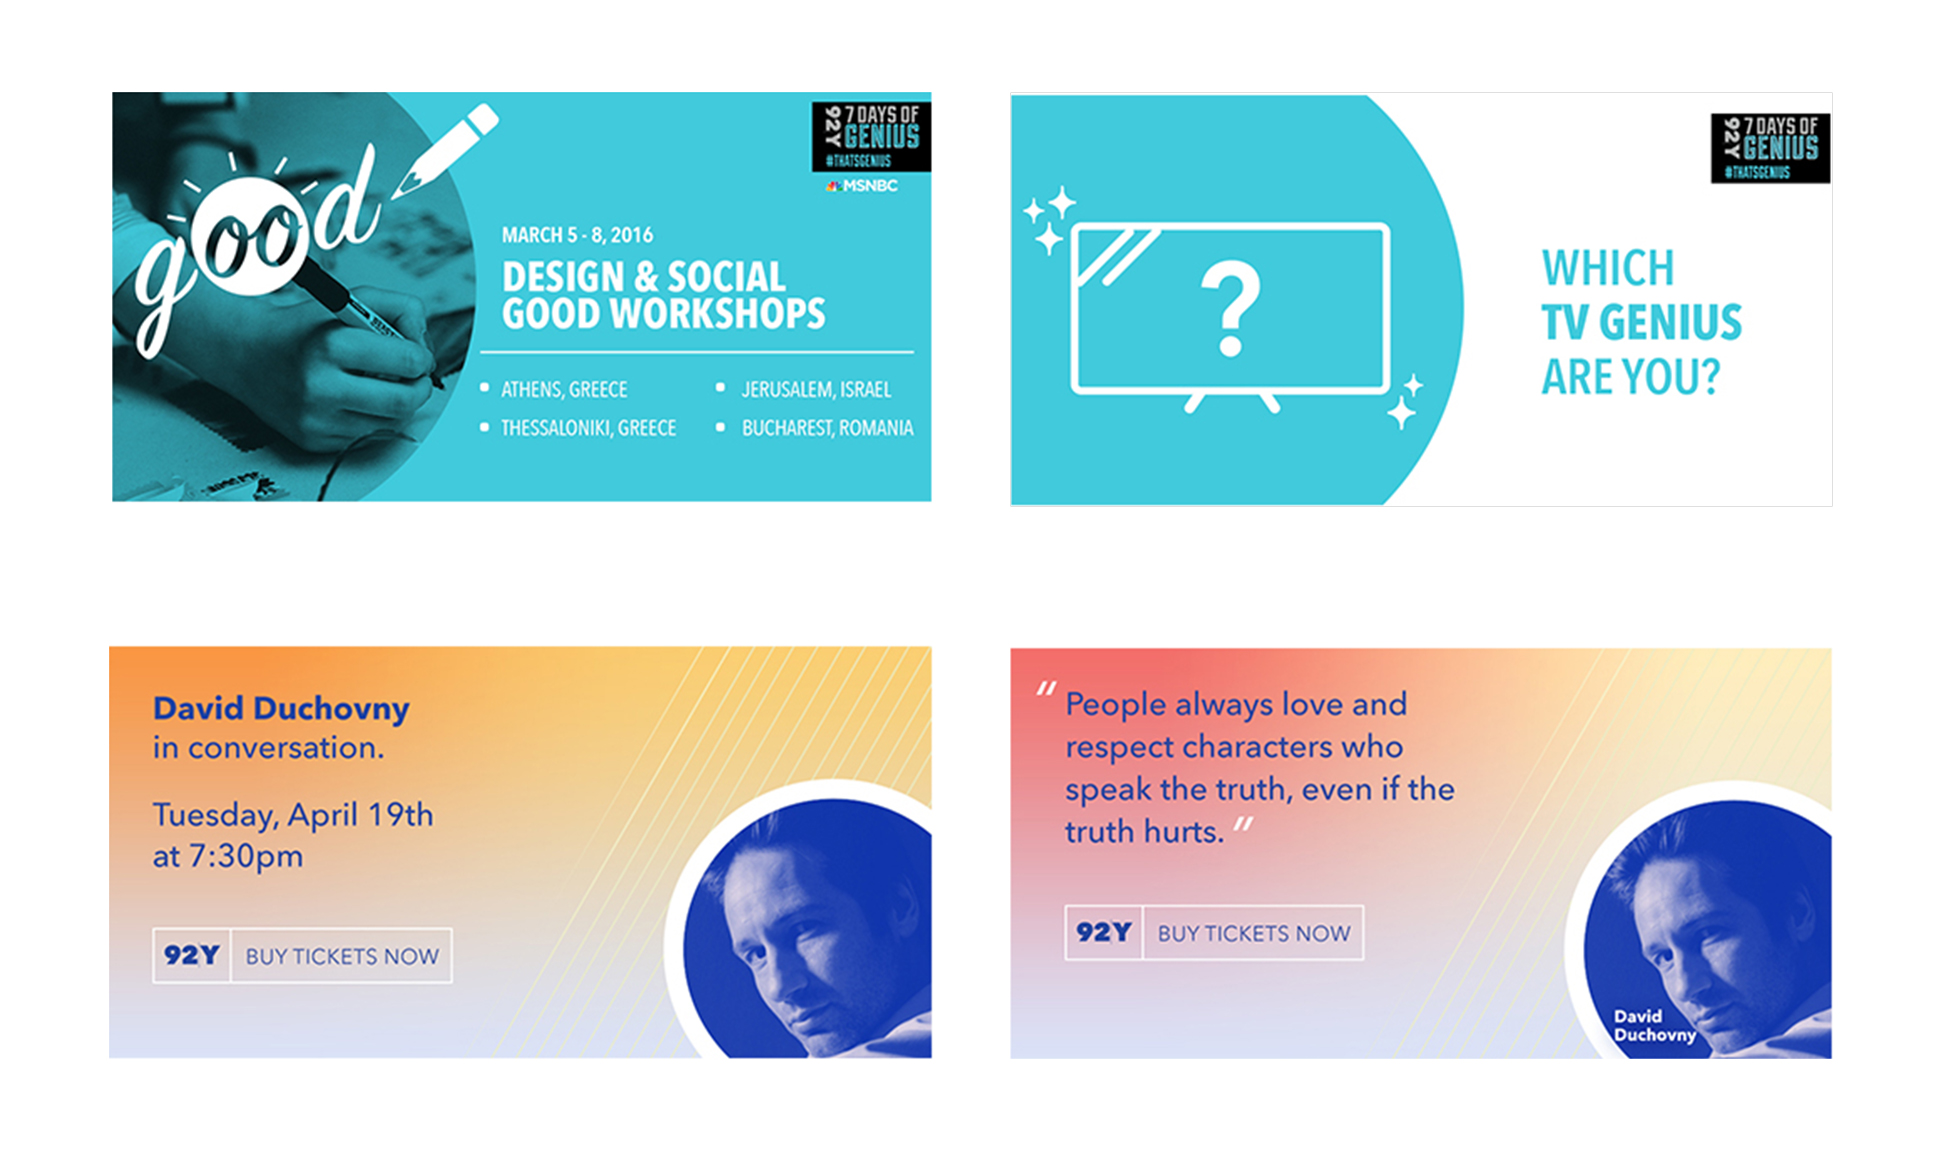 good
92Y
7 DAYS OF
GENIUS
#THATSGENIUS
MSNBC
MARCH 5 - 8, 2016
DESIGN & SOCIAL
GOOD WORKSHOPS
ATHENS, GREECE
JERUSALEM, ISRAEL
THESSALONIKI, GREECE
BUCHAREST, ROMANIA
92Y
7 DAYS OF
GENIUS
#THATSGENIUS
?
WHICH
TV GENIUS
ARE YOU?
David Duchovny
in conversation.
Tuesday, April 19th
at 7:30pm
92Y BUY TICKETS NOW
" People always love and
respect characters who
speak the truth, even if the
truth hurts. "
92Y BUY TICKETS NOW
David
Duchovny